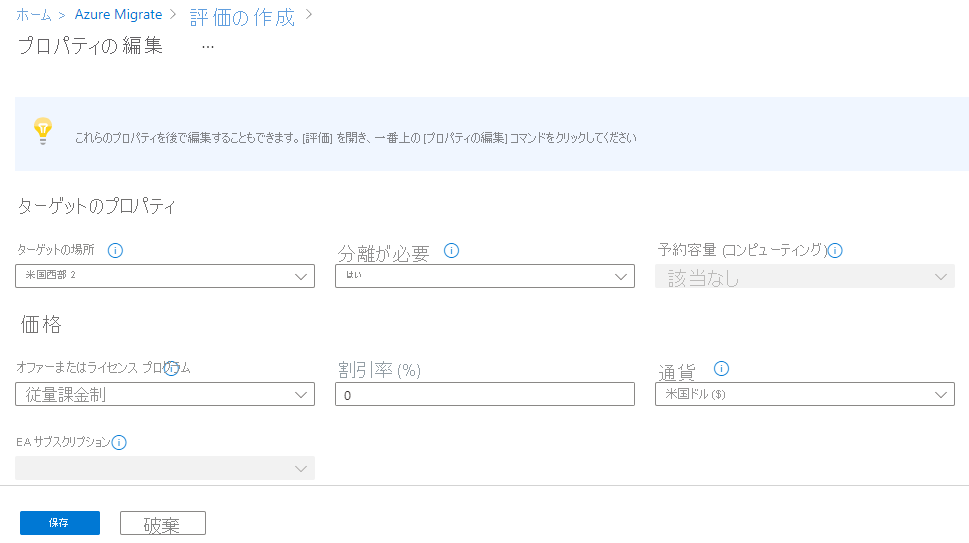 ホーム > Azure Migrate > 評価の作成 >
プロパティの編集 …
これらのプロパティを後で編集することもできます。[評価] を開き、一番上の [プロパティの編集] コマンドをクリックしてください
ターゲットのプロパティ
ターゲットの場所 分離が必要 予約容量 (コンピューティング)
米国西部 2 はい 該当なし
価格
オファーまたはライセンス プログラム 割引率 (%) 通貨
従量課金制 0 米国ドル ($)
EA サブスクリプション
保存 破棄